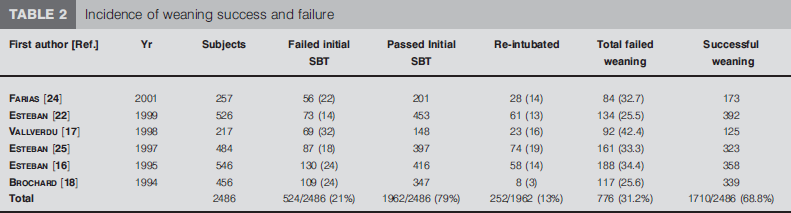 TABLE 2 Incidence of weaning success and failure
First author [Ref.] Yr Subjects Failed initial SBT Passed Initial SBT Re-intubated Total failed weaning Successful weaning
FARIAS [24] 2001 257 56 (22) 201 28 (14) 84 (32.7) 173
ESTEBAN [22] 1999 526 73 (14) 453 61 (13) 134 (25.5) 392
VALLVERDU [17] 1998 217 69 (32) 148 23 (16) 92 (42.4) 125
ESTEBAN [25] 1997 484 87 (18) 397 74 (19) 161 (33.3) 323
ESTEBAN [16] 1995 546 130 (24) 416 58 (14) 188 (34.4) 358
BROCHARD [18] 1994 456 109 (24) 347 8 (3) 117 (25.6) 339
Total 2486 524/2486 (21%) 1962/2486 (79%) 252/1962 (13%) 776 (31.2%) 1710/2486 (68.8%)